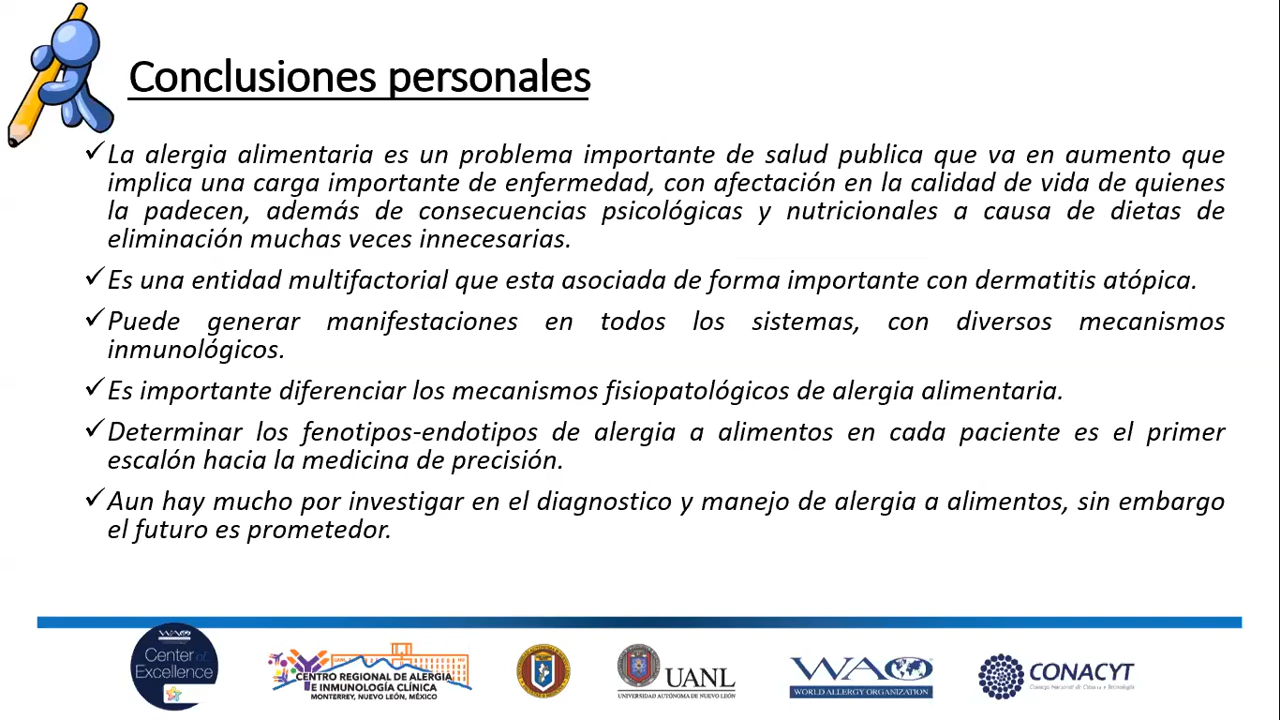 Conclusiones personales
✓La alergia alimentaria es un problema importante de salud publica que va en aumento que
implica una carga importante de enfermedad, con afectación en la calidad de vida de quienes
la padecen, además de consecuencias psicológicas y nutricionales a causa de dietas de
eliminación muchas veces innecesarias.
✓Es una entidad multifactorial que esta asociada de forma importante con dermatitis atópica.
✓Puede generar manifestaciones en todos los sistemas, con diversos mecanismos
inmunológicos.
✓Es importante diferenciar los mecanismos fisiopatológicos de alergia alimentaria.
✓Determinar los fenotipos-endotipos de alergia a alimentos en cada paciente es el primer
escalón hacia la medicina de precisión.
✓Aun hay mucho por investigar en el diagnostico y manejo de alergia a alimentos, sin embargo
el futuro es prometedor.
WAO
Center of
Excellence
CENTRO REGIONAL DE ALERGIA
E INMUNOLOGÍA CLÍNICA
MONTERREY, NUEVO LEÓN, MÉXICO
UANL
UNIVERSIDAD AUTÓNOMA DE NUEVO LEÓN
WAO
WORLD ALLERGY ORGANIZATION
CONACYT
Consejo Nacional de Ciencia y Tecnología